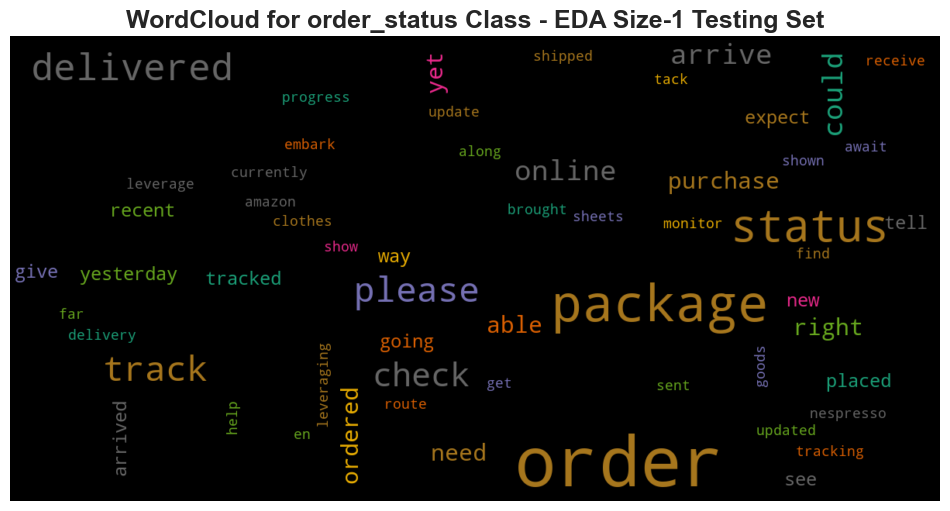 WordCloud for order_status Class - EDA Size-1 Testing Set
delivered
yet
shipped
arrive
tack
could
receive
progress
update
expect
embark
along
shown
await
leverage
currently
online
purchase
recent
amazon
clothes
brought
sheets
monitor
status
tell
show
way
find
give
yesterday
tracked
please
package
new
far
delivery
able
right
going
track
leveraging
check
get
sent
goods
placed
route
arrived
help
en
ordered
nespresso
updated
need
order
tracking
see